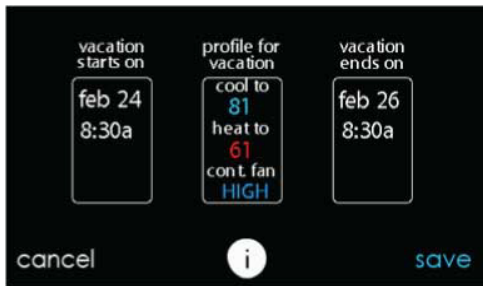 vacation
starts on
feb 24
8:30a
profile for
vacation
cool to
81
heat to
61
cont. fan
HIGH
vacation
ends on
feb 26
8:30a
cancel
i
save